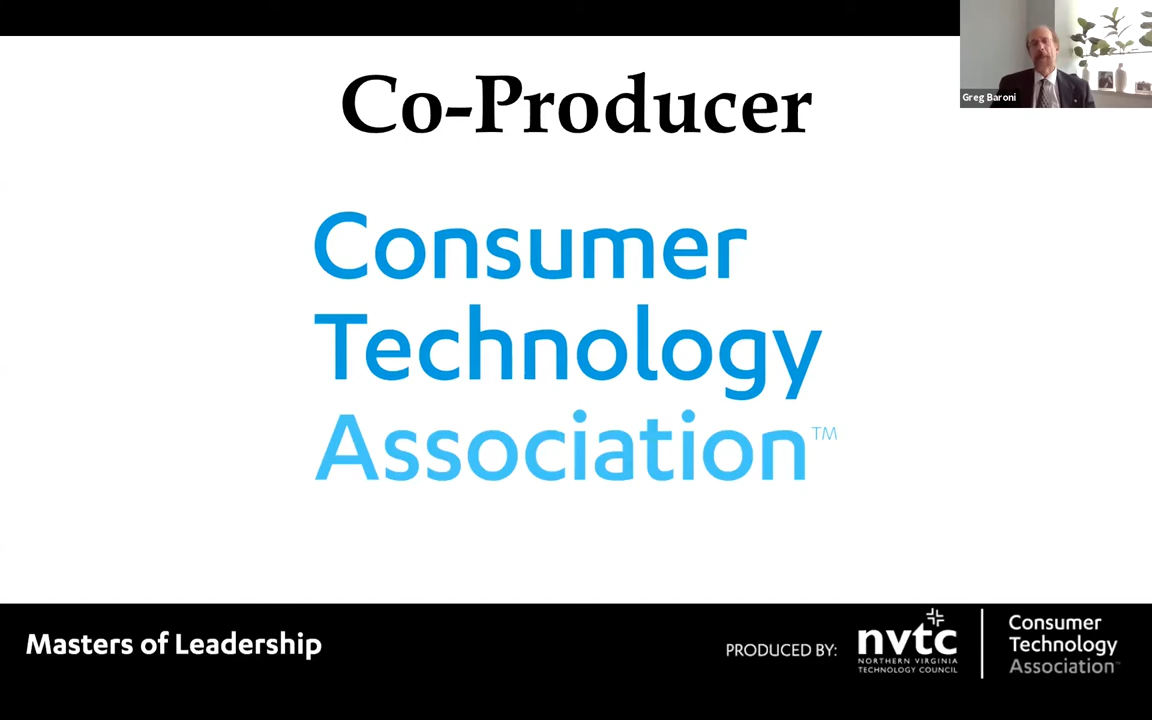 Co-Producer
Greg Baroni
Consumer
Technology
Association™
Masters of Leadership
PRODUCED BY:
nvtc
NORTHERN VIRGINIA
TECHNOLOGY COUNCIL
Consumer
Technology
Association™